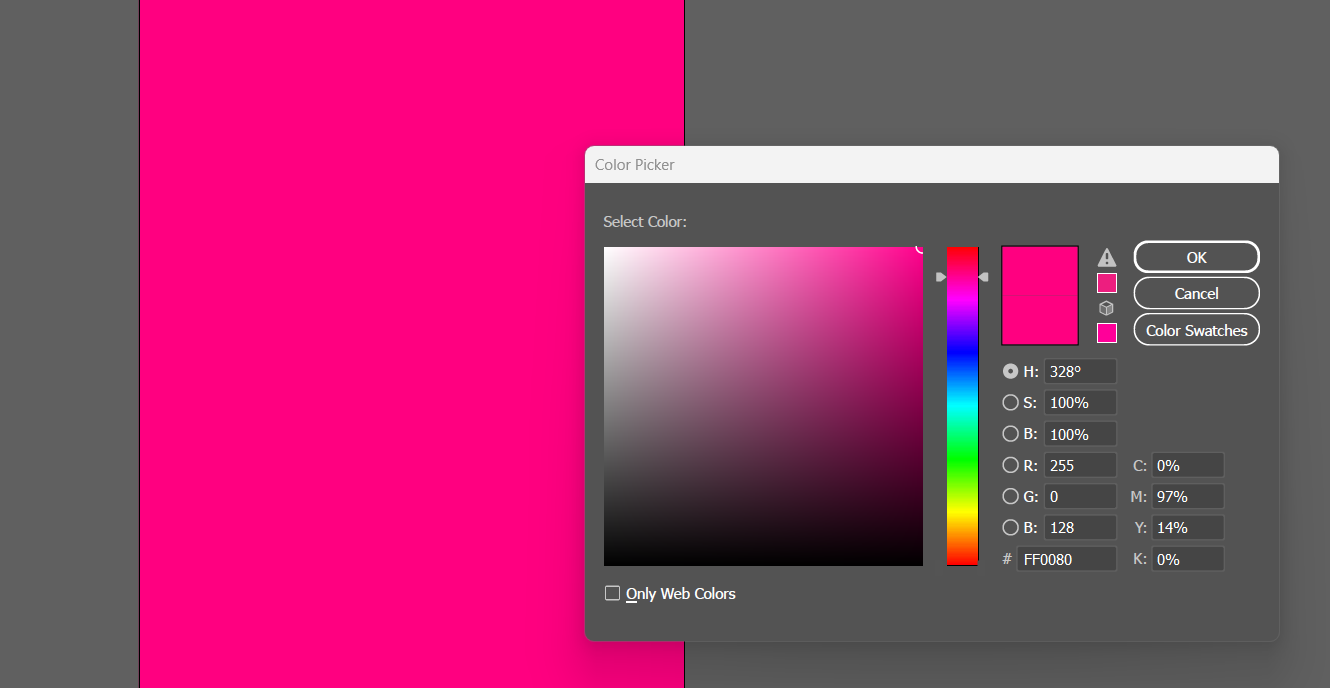 Color Picker
Select Color:
OK
Cancel
Color Swatches
H: 328°
S: 100%
B: 100%
R: 255 C: 0%
G: 0 M: 97%
B: 128 Y: 14%
# FF0080 K: 0%
Only Web Colors